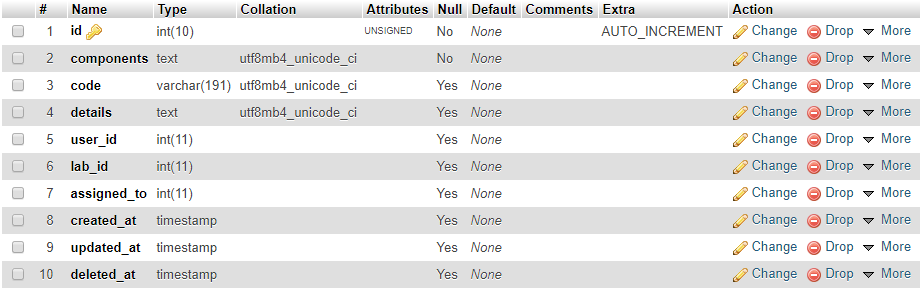 # Name Type Collation Attributes Null Default Comments Extra Action
1 id int(10) UNSIGNED No None AUTO_INCREMENT Change Drop More
2 components text utf8mb4_unicode_ci No None Change Drop More
3 code varchar(191) utf8mb4_unicode_ci Yes None Change Drop More
4 details text utf8mb4_unicode_ci Yes None Change Drop More
5 user_id int(11) Yes None Change Drop More
6 lab_id int(11) Yes None Change Drop More
7 assigned_to int(11) Yes None Change Drop More
8 created_at timestamp Yes None Change Drop More
9 updated_at timestamp Yes None Change Drop More
10 deleted_at timestamp Yes None Change Drop More